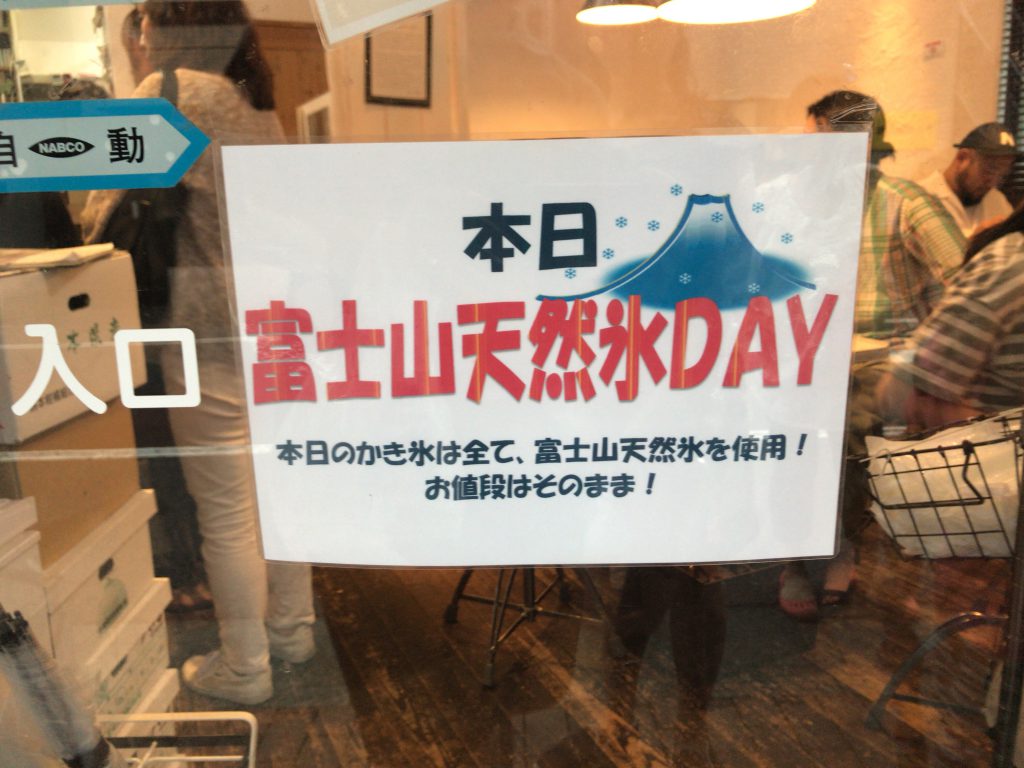 自 NABCO 動
入口
本日
富士山天然氷DAY
本日のかき氷は全て、富士山天然氷を使用！
お値段はそのまま！